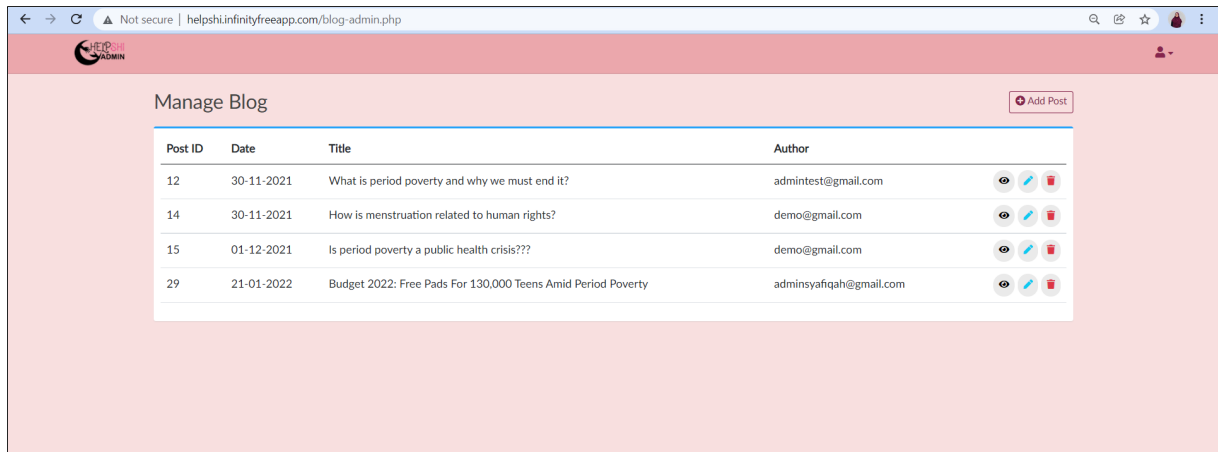 Not secure | helpshi.infinityfreeapp.com/blog-admin.php
HELPSHI
ADMIN
Manage Blog
Add Post
Post ID Date Title Author
12 30-11-2021 What is period poverty and why we must end it? admintest@gmail.com
14 30-11-2021 How is menstruation related to human rights? demo@gmail.com
15 01-12-2021 Is period poverty a public health crisis??? demo@gmail.com
29 21-01-2022 Budget 2022: Free Pads For 130,000 Teens Amid Period Poverty adminsyafiqah@gmail.com